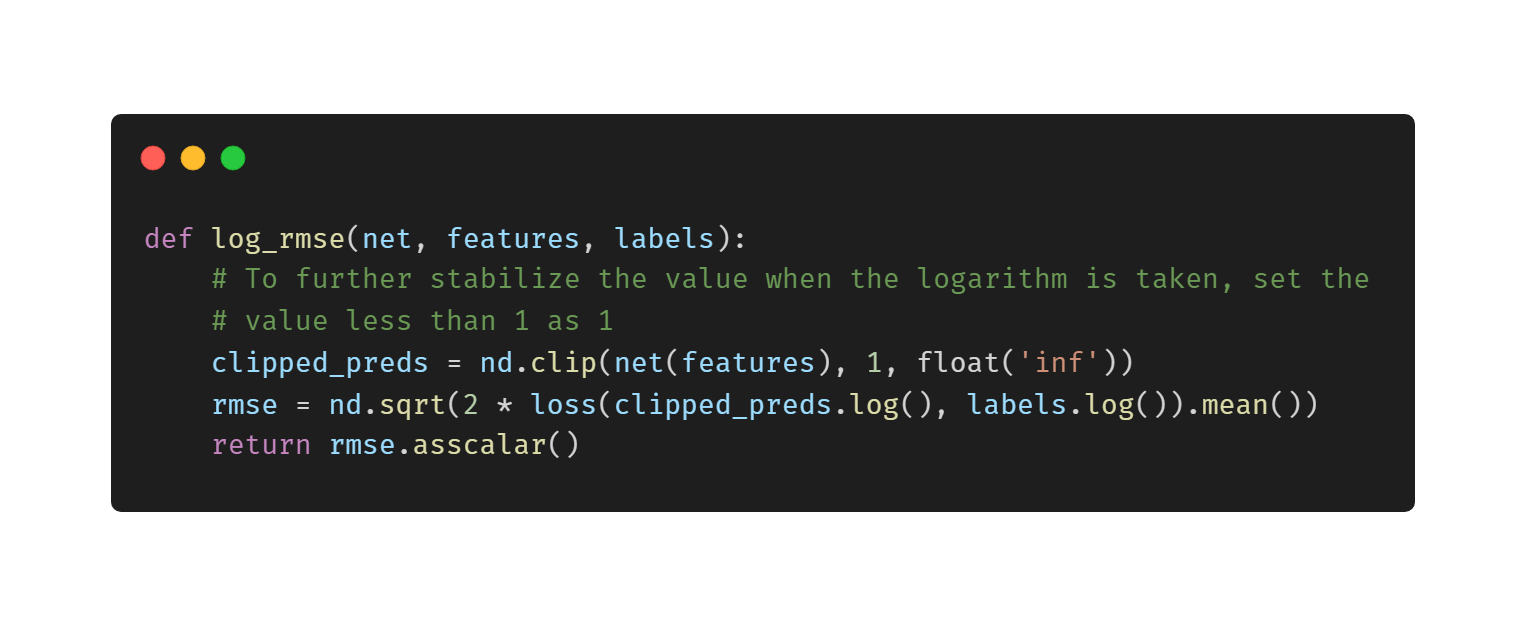 def log_rmse(net, features, labels):
    # To further stabilize the value when the logarithm is taken, set the
    # value less than 1 as 1
    clipped_preds = nd.clip(net(features), 1, float('inf'))
    rmse = nd.sqrt(2 * loss(clipped_preds.log(), labels.log()).mean())
    return rmse.asscalar()